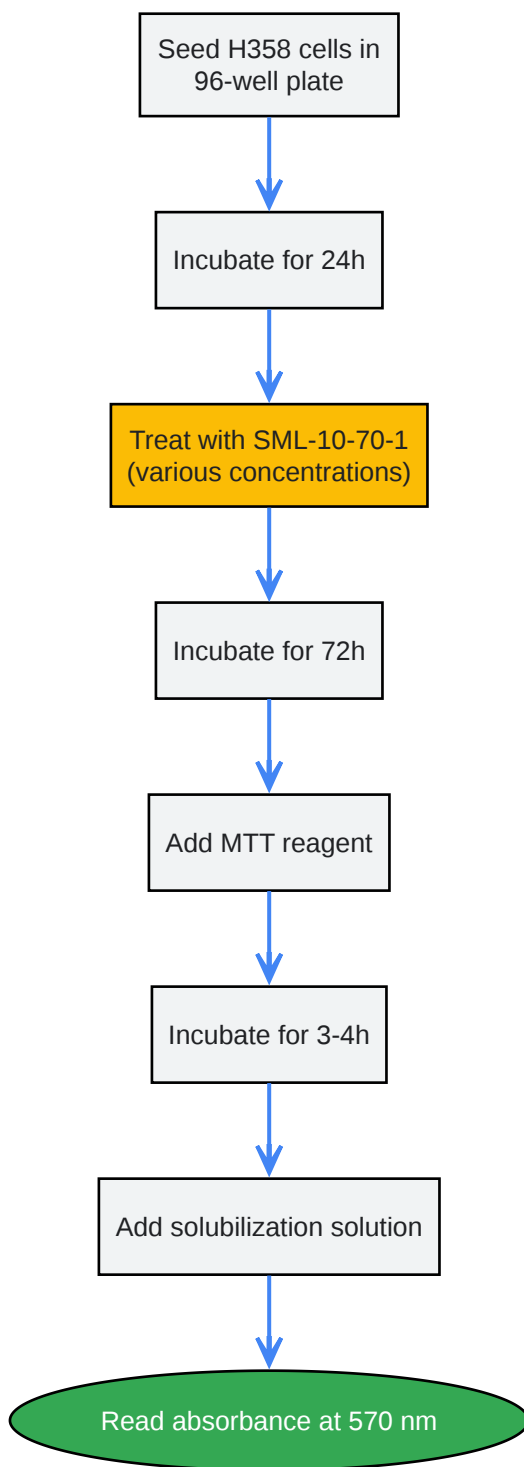 Seed H358 cells in
96-well plate
Incubate for 24h
Treat with SML-10-70-1
(various concentrations)
Incubate for 72h
Add MTT reagent
Incubate for 3-4h
Add solubilization solution
Read absorbance at 570 nm